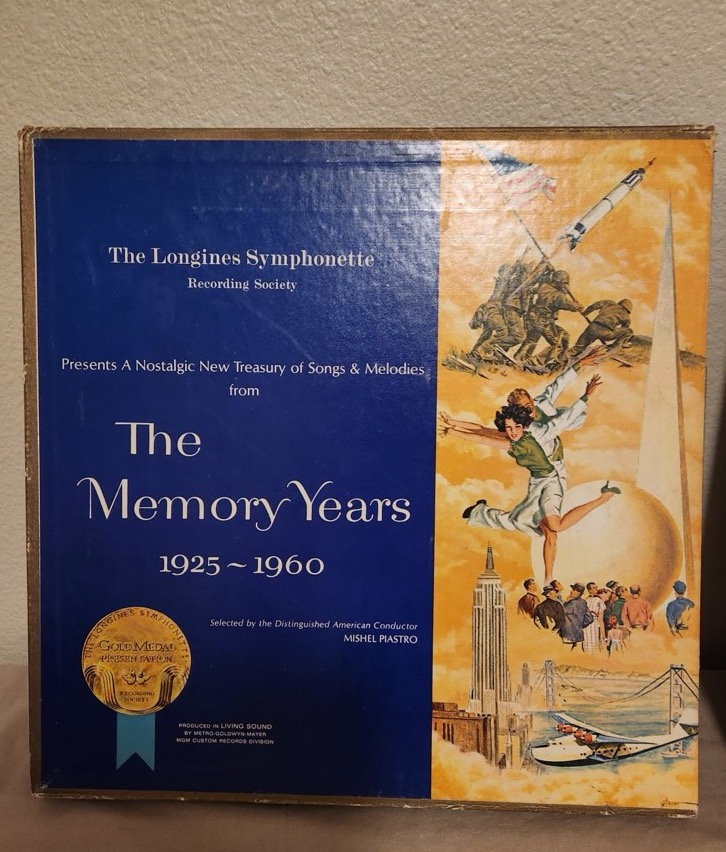 The Longines Symphonette
Recording Society
Presents A Nostalgic New Treasury of Songs & Melodies
from
The
Memory Years
1925 ~ 1960
Selected by the Distinguished American Conductor
MISHEL PIASTRO
THE LONGINES SYMPHONETTE
GOLD MEDAL
PRESENTATION
RECORDING
SOCIETY
PRODUCED IN LIVING SOUND
BY METRO-GOLDWYN-MAYER
MGM CUSTOM RECORDS DIVISION